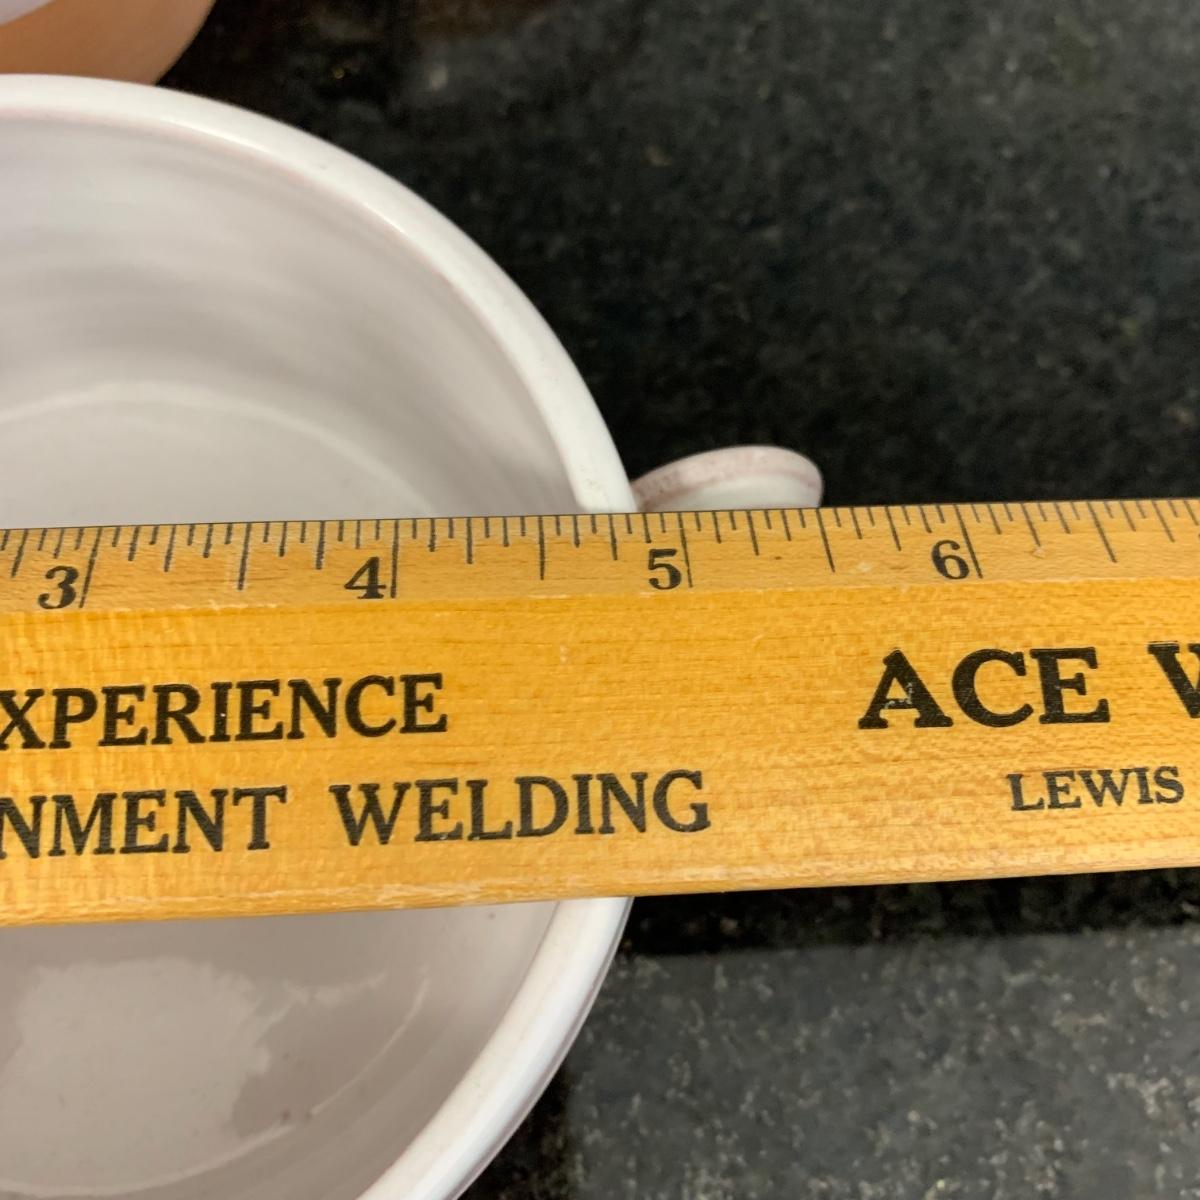 3 4 5 6
XPERIENCE ACE W
NMENT WELDING LEWIS